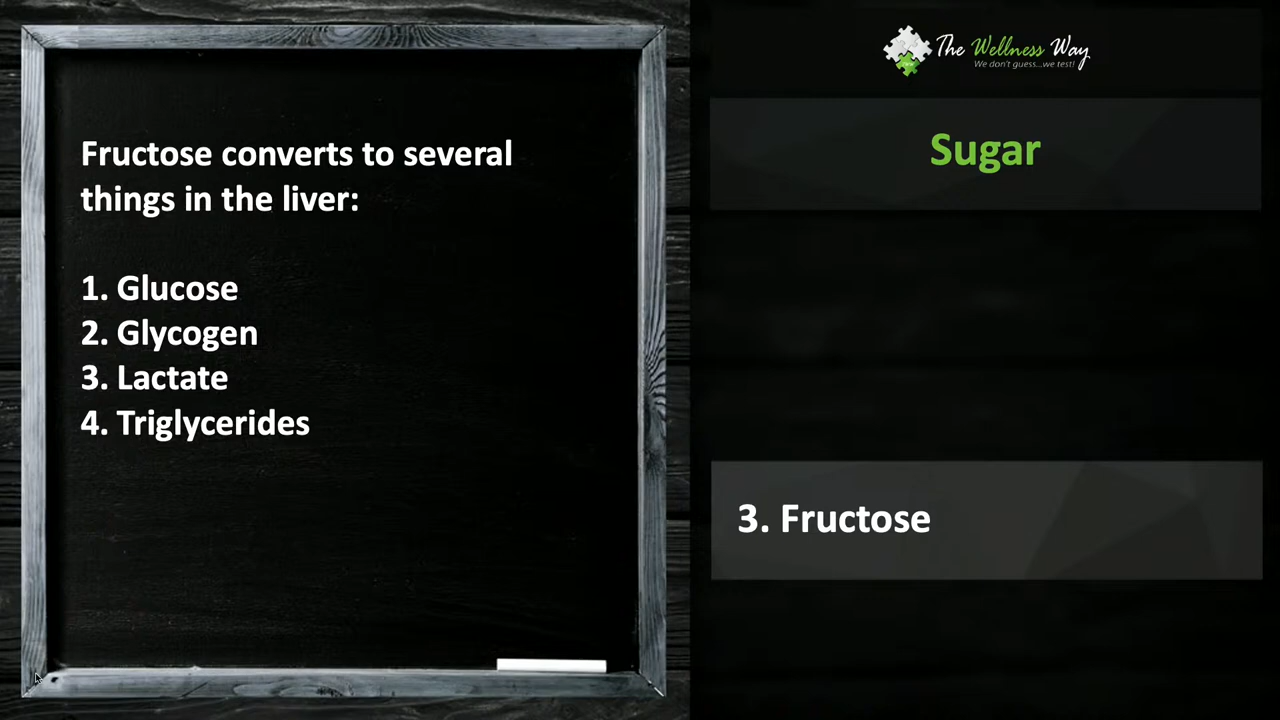 Fructose converts to several
things in the liver:
1. Glucose
2. Glycogen
3. Lactate
4. Triglycerides
The Wellness Way
We don't guess...we test!
Sugar
3. Fructose